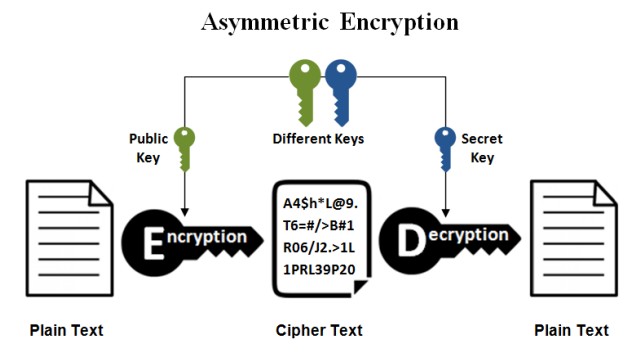 Asymmetric Encryption
Public
Key
Different Keys
Secret
Key
A4$h*L@9.
T6=#/>B#1
R06/J2.>1L
1PRL39P20
Encryption
Decryption
Plain Text
Cipher Text
Plain Text